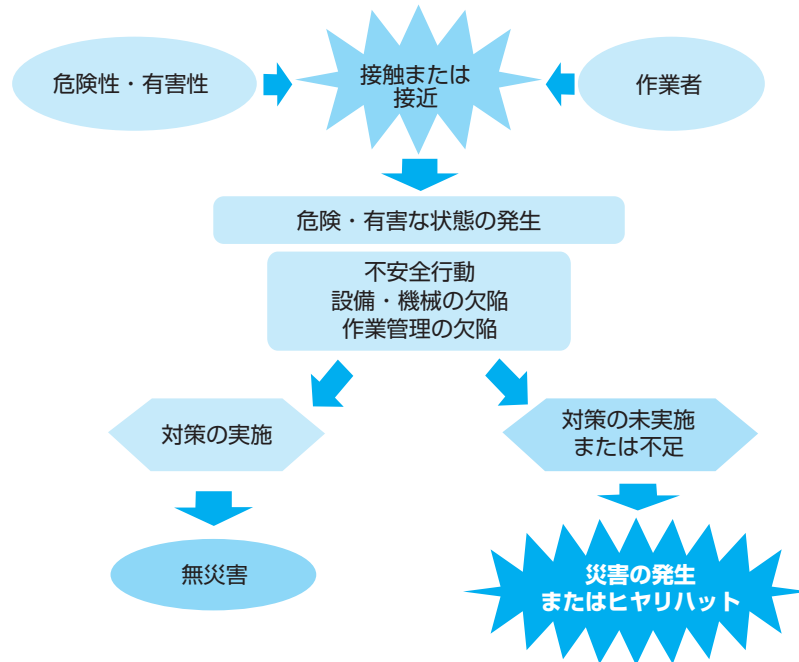 危険性・有害性
接触または
接近
作業者
危険・有害な状態の発生
不安全行動
設備・機械の欠陥
作業管理の欠陥
対策の実施
対策の未実施
または不足
無災害
災害の発生
またはヒヤリハット